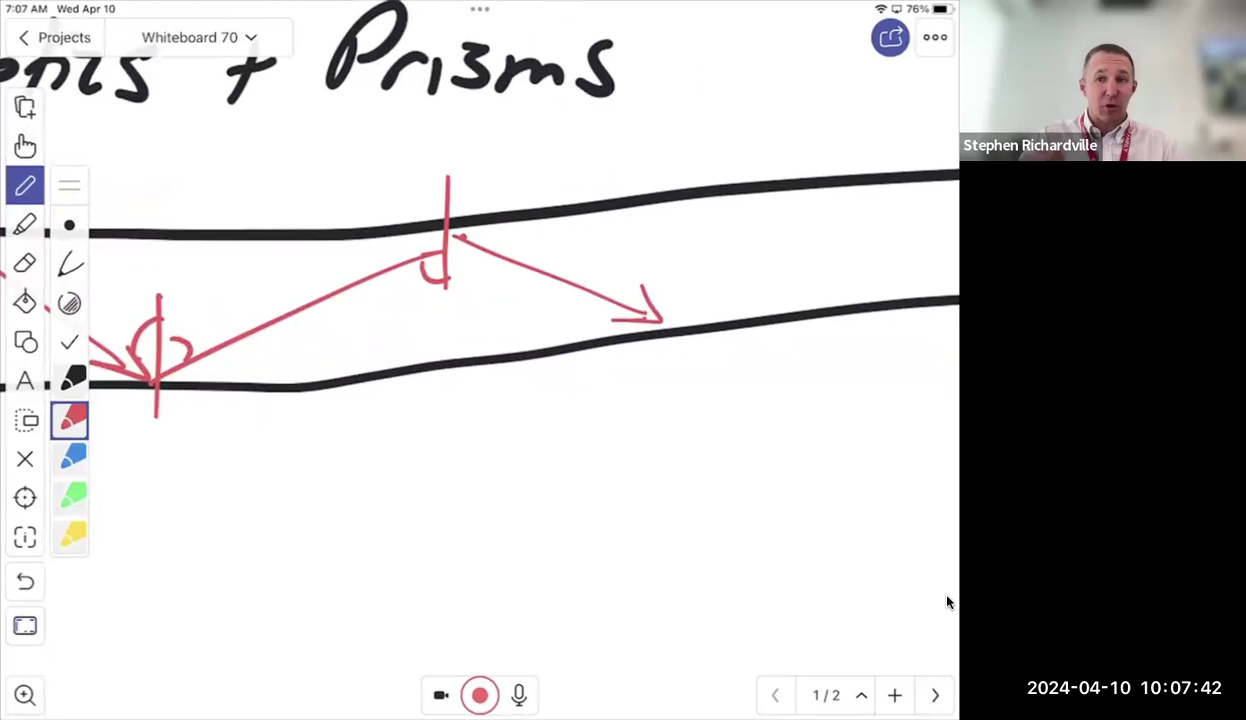 7:07 AM Wed Apr 10
76%
Projects
Whiteboard 70
+ Prisms
A
1 / 2
Stephen Richardville
2024-04-10 10:07:42